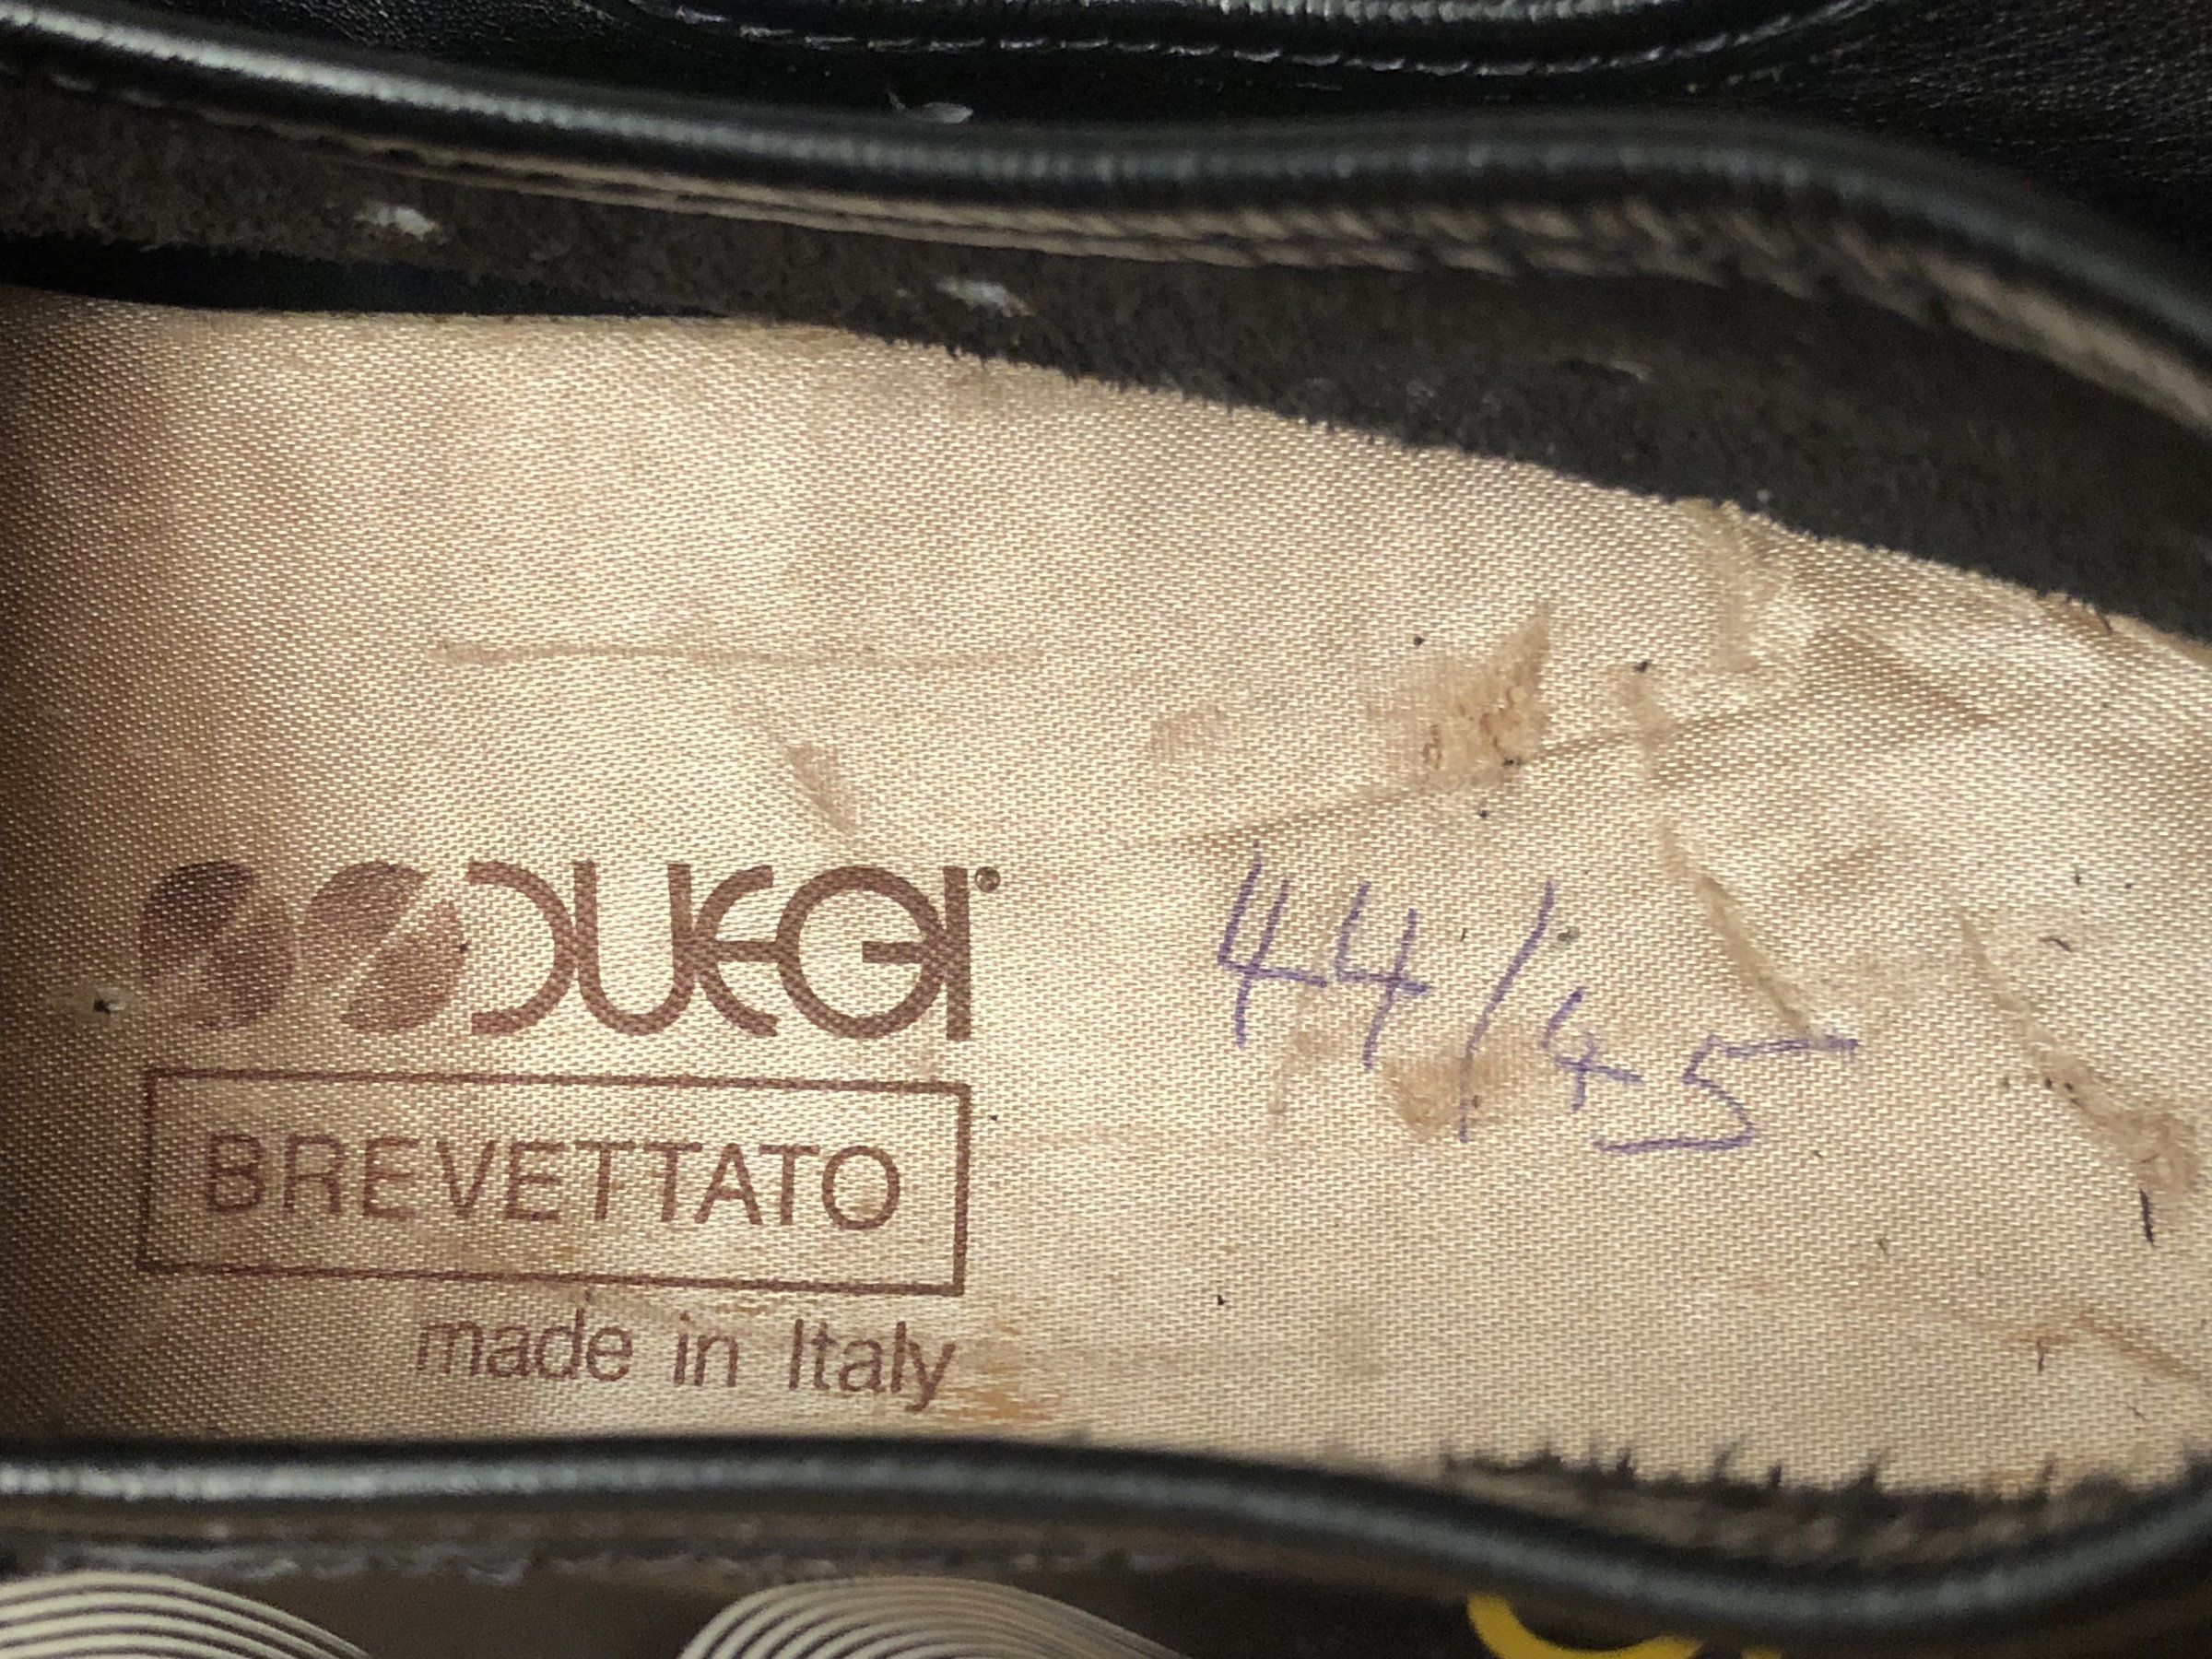 DUEGI
44/45
BREVETTATO
made in Italy